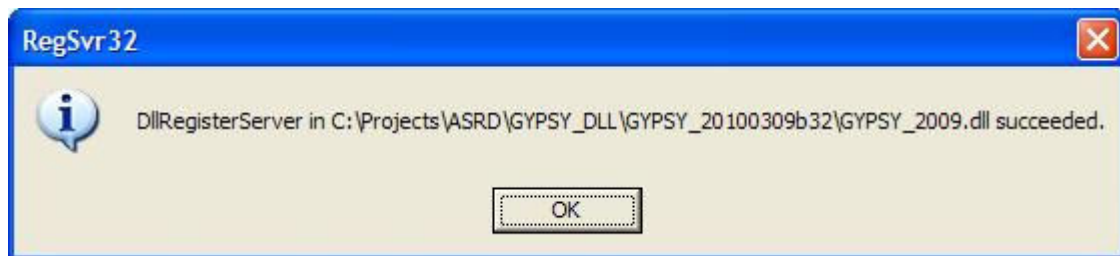 RegSvr32
DllRegisterServer in C:\Projects\ASRD\GYPSY_DLL\GYPSY_20100309b32\GYPSY_2009.dll succeeded.
OK